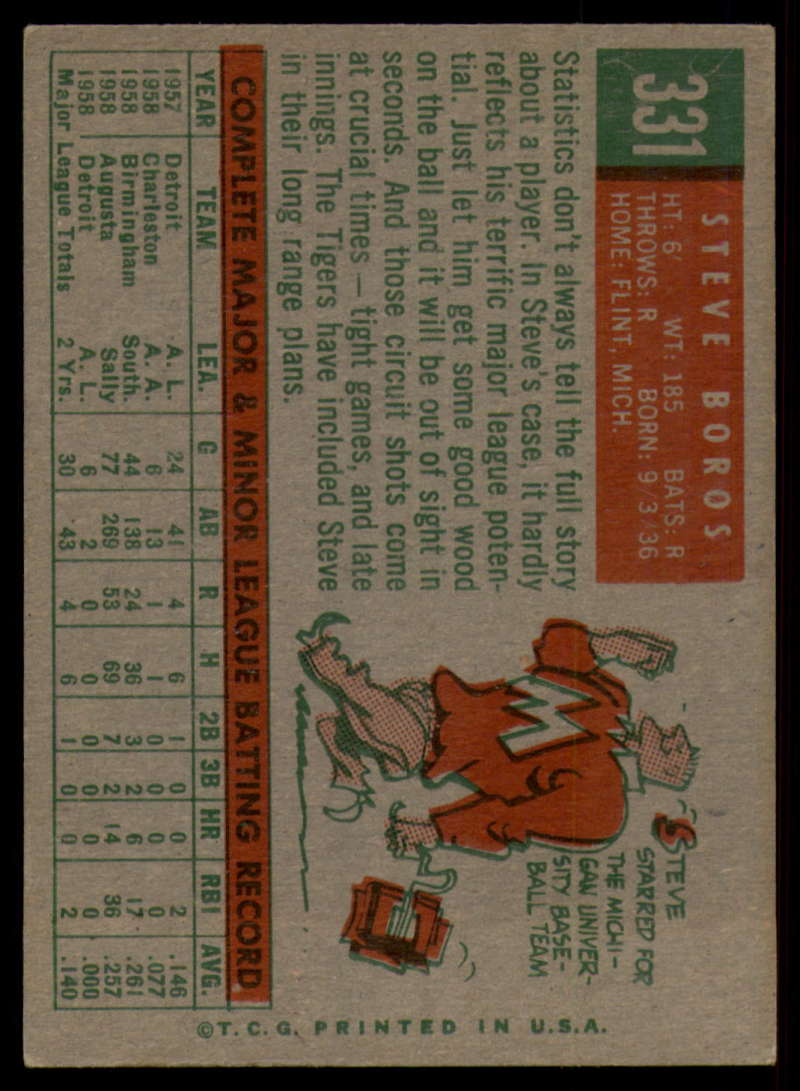 331
STEVE BOROS
HT: 6' WT: 185 BATS: R
THROWS: R BORN: 9/3/36
HOME: FLINT, MICH.
Statistics don't always tell the full story
about a player. In Steve's case, it hardly
reflects his terrific major league poten-
tial. Just let him get some good wood
on the ball and it will be out of sight in
seconds. And those circuit shots come
at crucial times — tight games, and late
innings. The Tigers have included Steve
in their long range plans.
STEVE
STARRED FOR
THE MICHI-
GAN UNIVER-
SITY BASE-
BALL TEAM
M
COMPLETE MAJOR & MINOR LEAGUE BATTING RECORD
YEAR TEAM LEA. G AB R H 2B 3B HR RBI AVG.
1957 Detroit A. L. 24 41 4 6 1 0 0 2 .146
1958 Charleston A. A. 6 13 1 1 0 0 0 0 .077
1958 Birmingham South. 44 138 24 36 3 2 6 17 .261
1958 Augusta Sally 77 269 53 69 7 2 14 36 .257
1958 Detroit A. L. 6 2 0 0 0 0 0 0 .000
Major League Totals 2 Yrs. 30 43 4 6 1 0 0 2 .140
©T.C.G. PRINTED IN U.S.A.